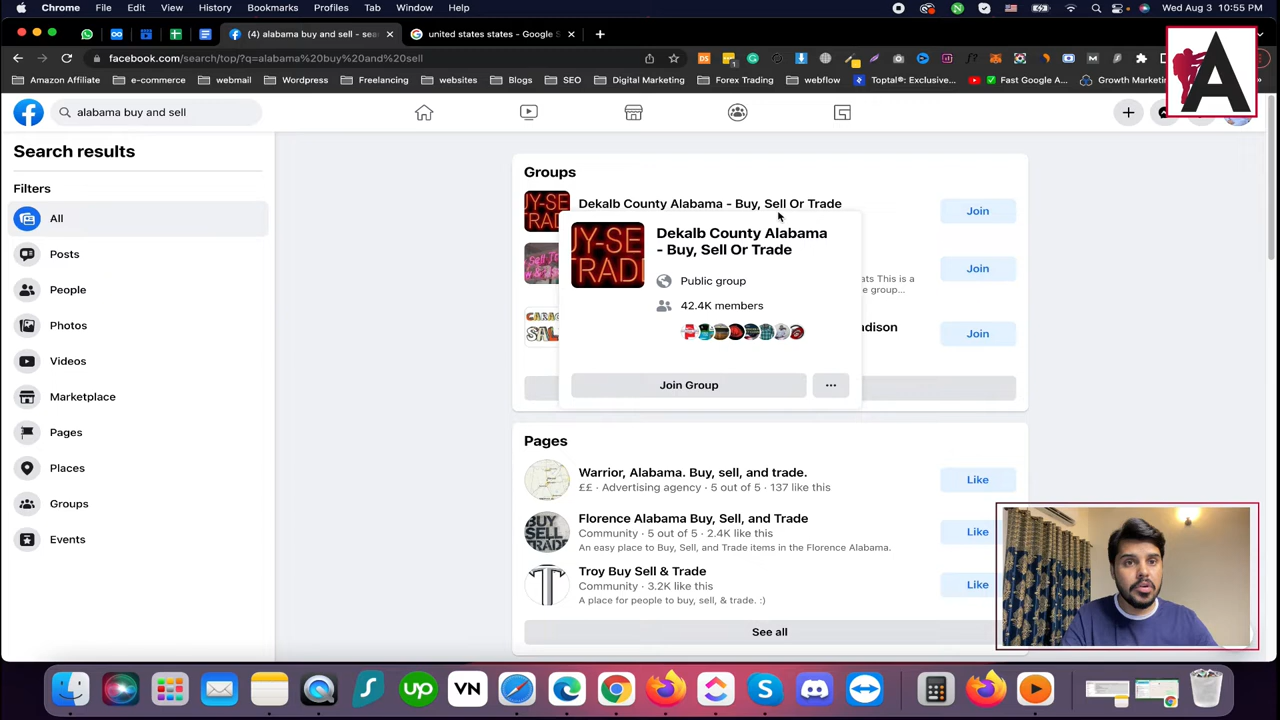 Chrome File Edit View History Bookmarks Profiles Tab Window Help
Wed Aug 3 10:55 PM
(4) alabama buy and sell - sea
united states states - Google S
facebook.com/search/top/?q=alabama%20buy%20and%20sell
Amazon Affiliate e-commerce webmail Wordpress Freelancing websites Blogs SEO Digital Marketing Forex Trading webflow Toptal®: Exclusive... Fast Google A... Growth Marketin
A
alabama buy and sell
Search results
Filters
All
Posts
People
Photos
Videos
Marketplace
Pages
Places
Groups
Events
Groups
Dekalb County Alabama - Buy, Sell Or Trade
Join
Dekalb County Alabama
- Buy, Sell Or Trade
Public group
42.4K members
Join Group
ats This is a
e group...
Join
adison
Join
Pages
Warrior, Alabama. Buy, sell, and trade.
££ · Advertising agency · 5 out of 5 · 137 like this
Like
Florence Alabama Buy, Sell, and Trade
Community · 5 out of 5 · 2.4K like this
An easy place to Buy, Sell, and Trade items in the Florence Alabama.
Like
Troy Buy Sell & Trade
Community · 3.2K like this
A place for people to buy, sell, & trade. :)
Like
See all
up
VN